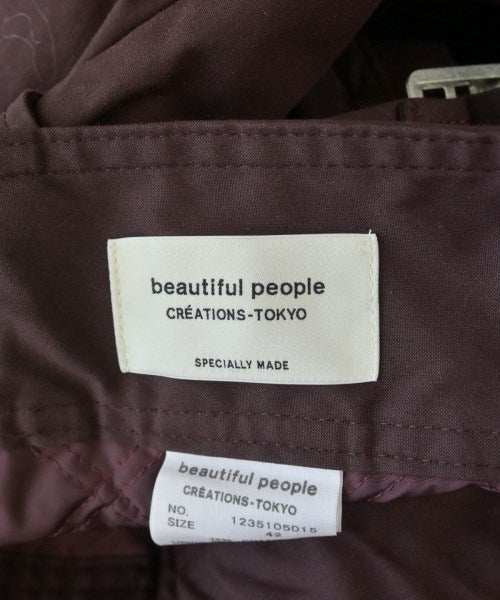 beautiful people
CRÉATIONS-TOKYO
SPECIALLY MADE
beautiful people
CRÉATIONS-TOKYO
NO. 1235105015
SIZE 42